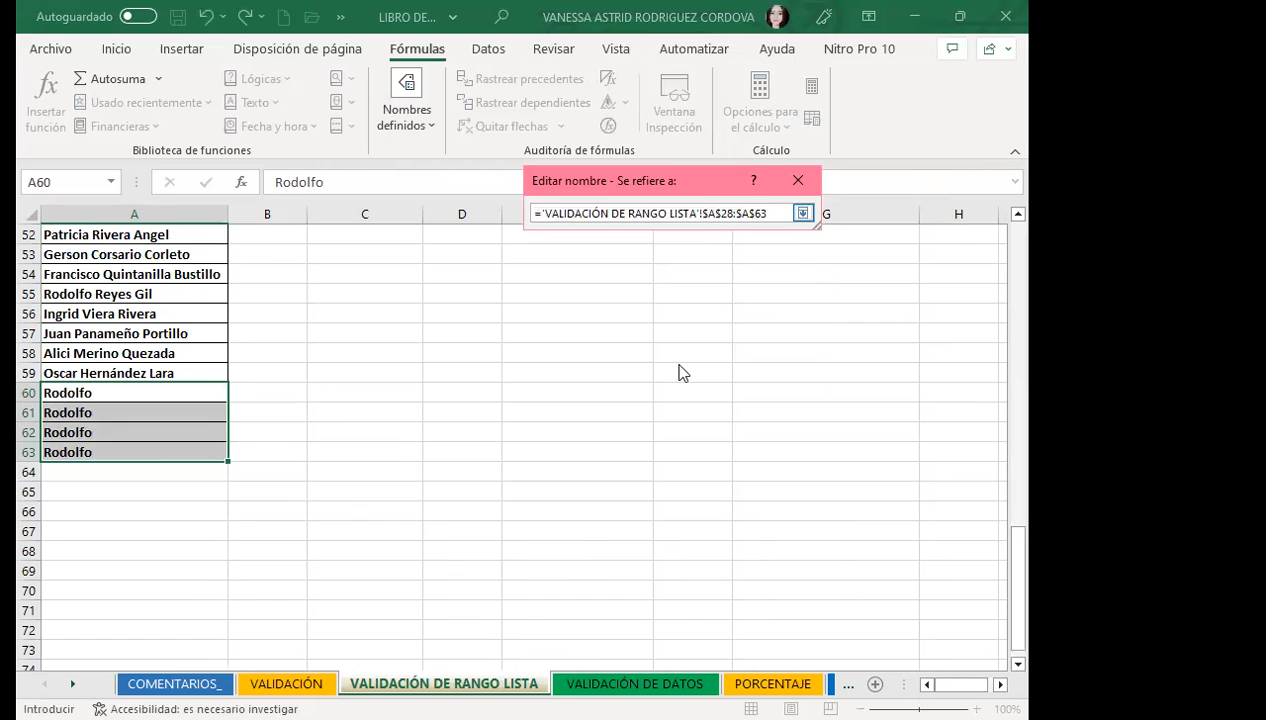 Autoguardado LIBRO DE... VANESSA ASTRID RODRIGUEZ CORDOVA
Archivo Inicio Insertar Disposición de página Fórmulas Datos Revisar Vista Automatizar Ayuda Nitro Pro 10
Insertar función
Autosuma
Usado recientemente
Financieras
Lógicas
Texto
Fecha y hora
Biblioteca de funciones
Nombres definidos
Rastrear precedentes
Rastrear dependientes
Quitar flechas
Ventana Inspección
Auditoría de fórmulas
Opciones para el cálculo
Cálculo
A60 fx Rodolfo
Editar nombre - Se refiere a: ?
='VALIDACIÓN DE RANGO LISTA'!$A$28:$A$63
A B C D G H
52 Patricia Rivera Angel
53 Gerson Corsario Corleto
54 Francisco Quintanilla Bustillo
55 Rodolfo Reyes Gil
56 Ingrid Viera Rivera
57 Juan Panameño Portillo
58 Alici Merino Quezada
59 Oscar Hernández Lara
60 Rodolfo
61 Rodolfo
62 Rodolfo
63 Rodolfo
64
65
66
67
68
69
70
71
72
73
74
COMENTARIOS_ VALIDACIÓN VALIDACIÓN DE RANGO LISTA VALIDACIÓN DE DATOS PORCENTAJE ...
Introducir Accesibilidad: es necesario investigar 100%